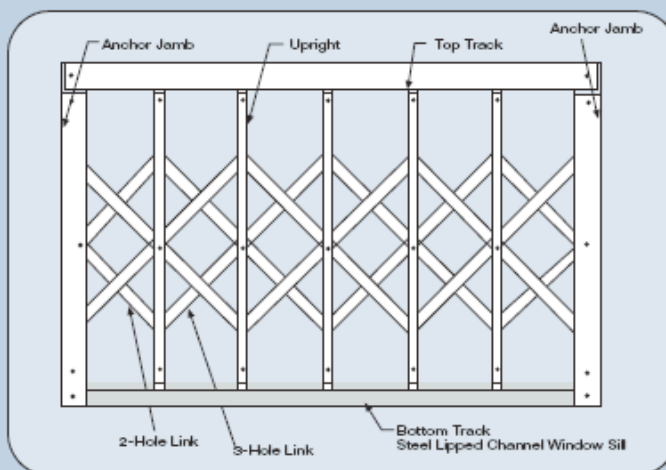 Anchor Jamb
Upright
Top Track
Anchor Jamb
2-Hole Link
3-Hole Link
Bottom Track
Steel Lipped Channel Window Sill